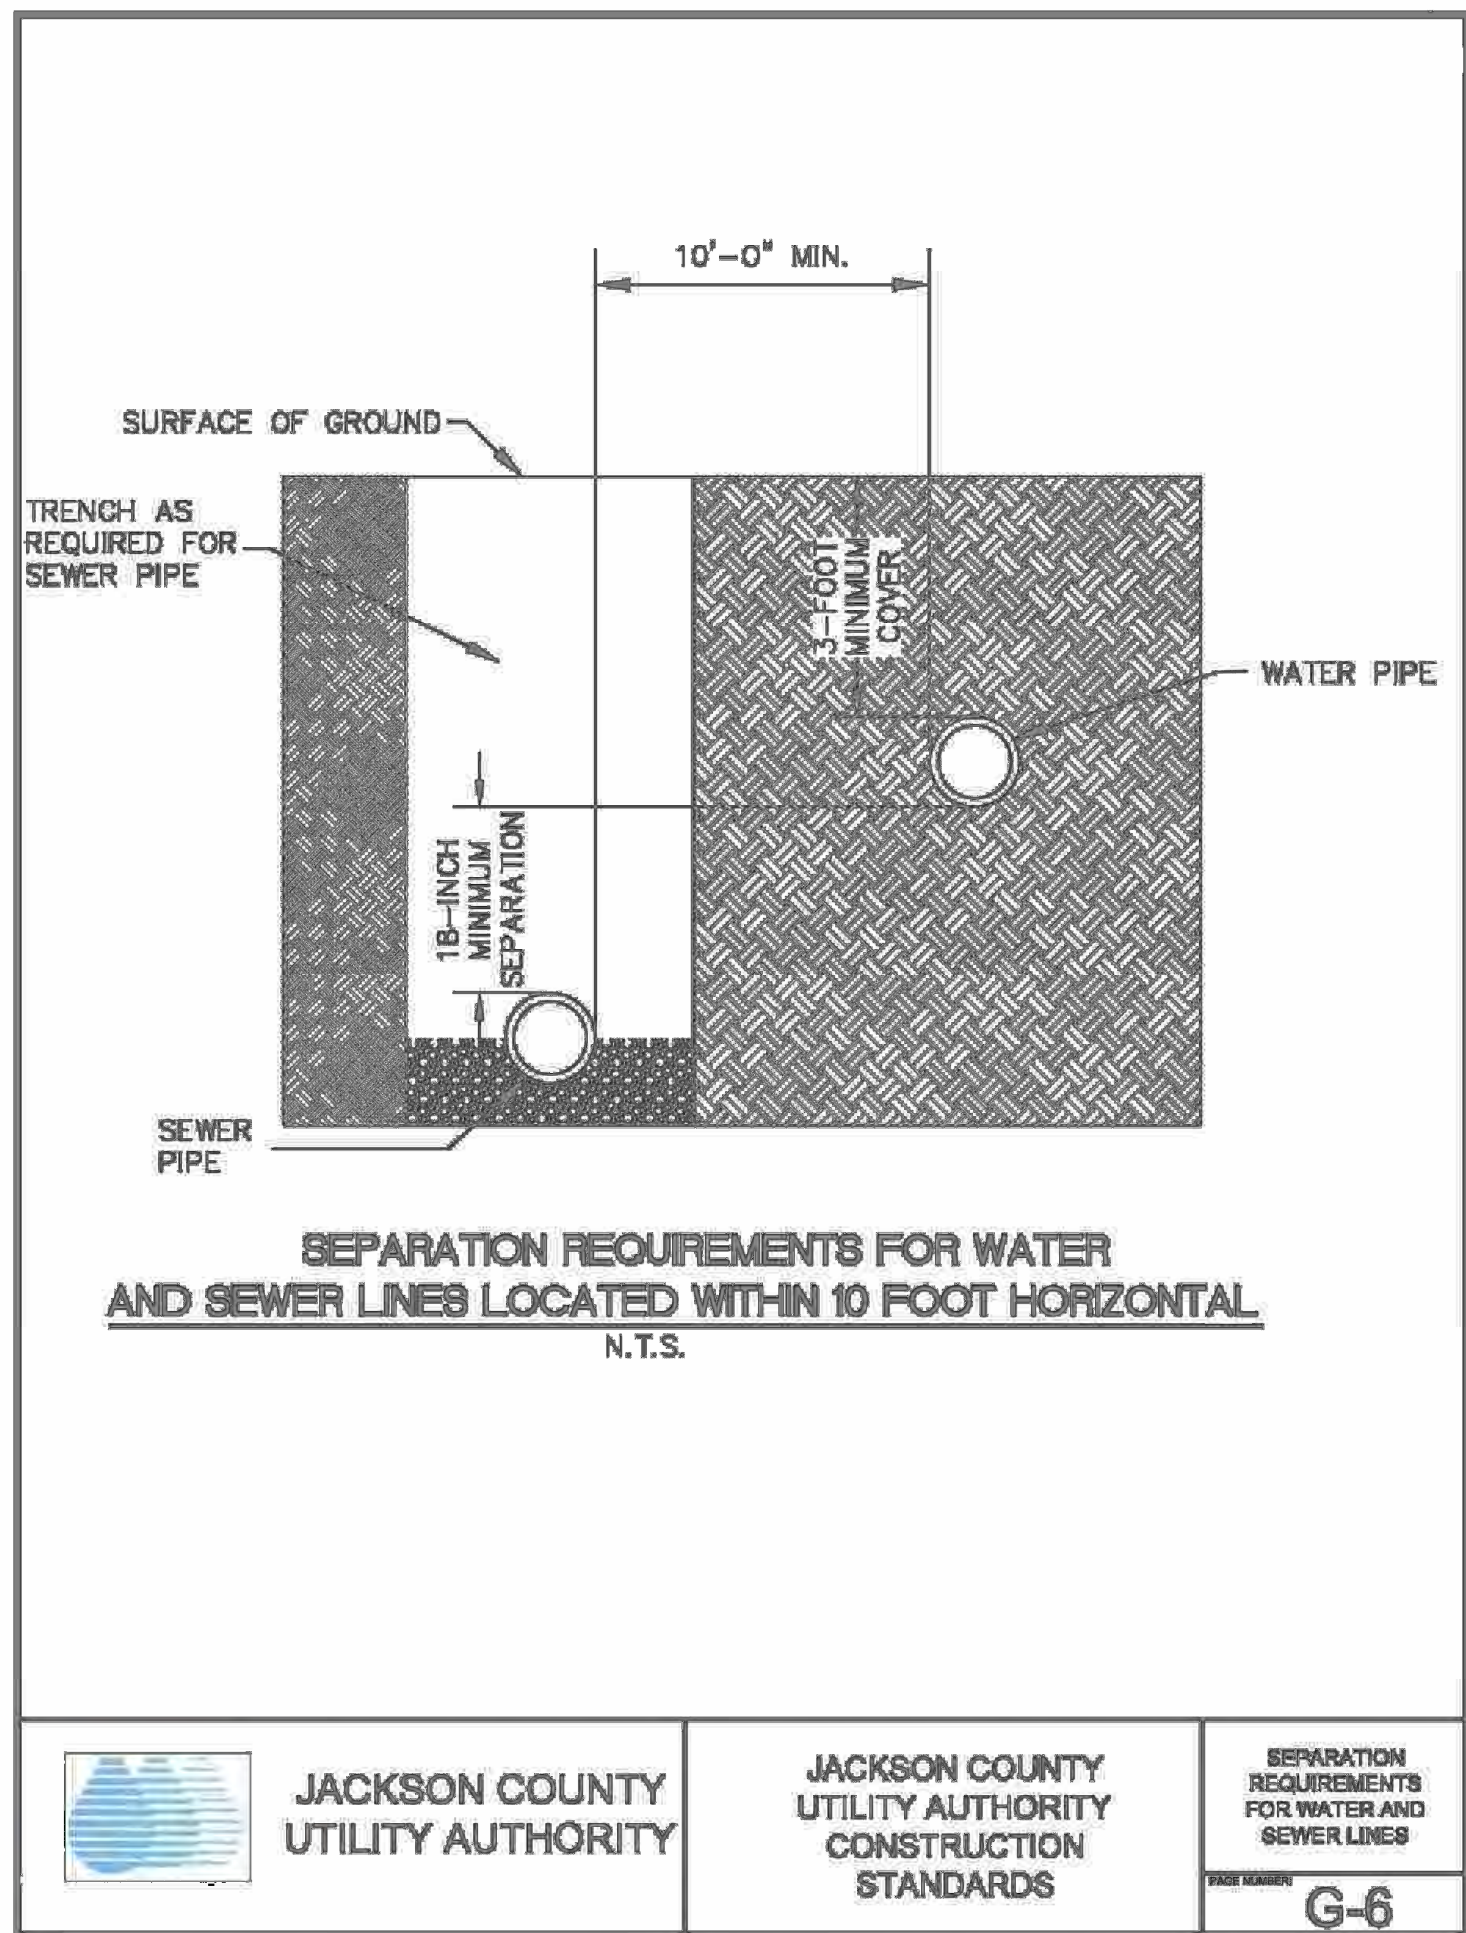 10'-0" MIN.
SURFACE OF GROUND
TRENCH AS
REQUIRED FOR
SEWER PIPE
3-FOOT
MINIMUM
COVER
WATER PIPE
18-INCH
MINIMUM
SEPARATION
SEWER
PIPE
SEPARATION REQUIREMENTS FOR WATER
AND SEWER LINES LOCATED WITHIN 10 FOOT HORIZONTAL
N.T.S.
JACKSON COUNTY
UTILITY AUTHORITY
JACKSON COUNTY
UTILITY AUTHORITY
CONSTRUCTION
STANDARDS
SEPARATION
REQUIREMENTS
FOR WATER AND
SEWER LINES
PAGE NUMBER:
G-6